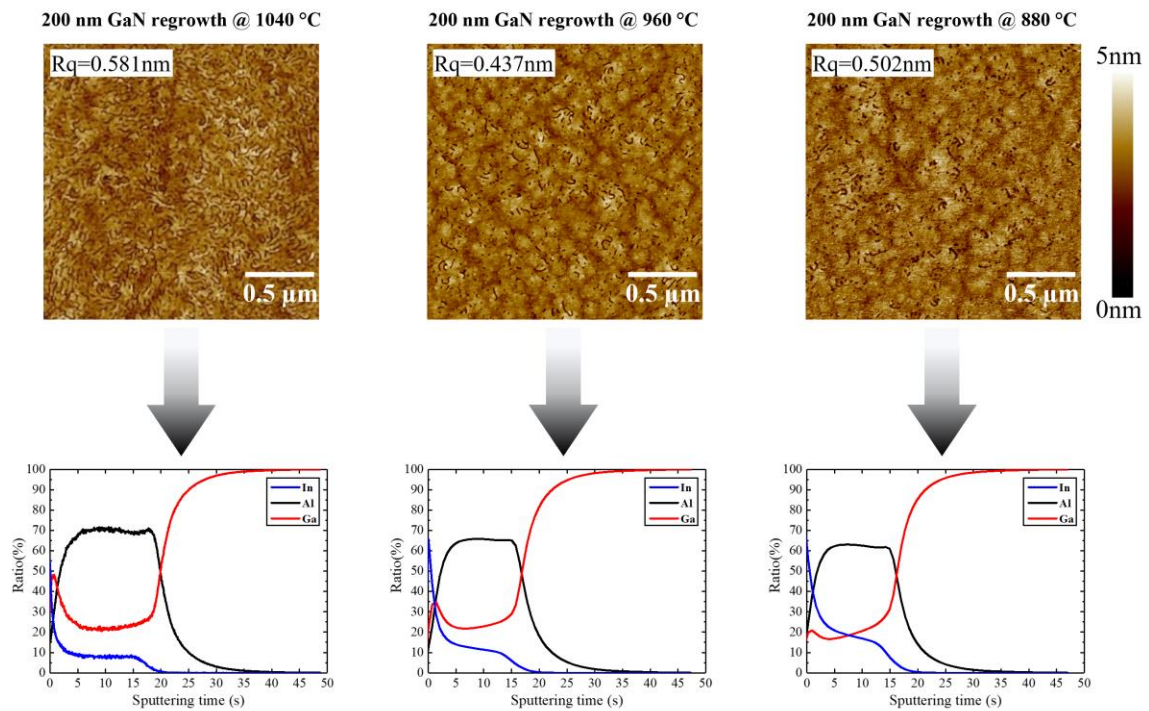 200 nm GaN regrowth @ 1040 °C
200 nm GaN regrowth @ 960 °C
200 nm GaN regrowth @ 880 °C
Rq=0.581nm
Rq=0.437nm
Rq=0.502nm
5nm
0nm
0.5 µm
0.5 µm
0.5 µm
100
90
80
70
60
50
40
30
20
10
0
Ratio(%)
In
Al
Ga
0 5 10 15 20 25 30 35 40 45 50
Sputtering time (s)
100
90
80
70
60
50
40
30
20
10
0
Ratio(%)
In
Al
Ga
0 5 10 15 20 25 30 35 40 45 50
Sputtering time (s)
100
90
80
70
60
50
40
30
20
10
0
Ratio(%)
In
Al
Ga
0 5 10 15 20 25 30 35 40 45 50
Sputtering time (s)